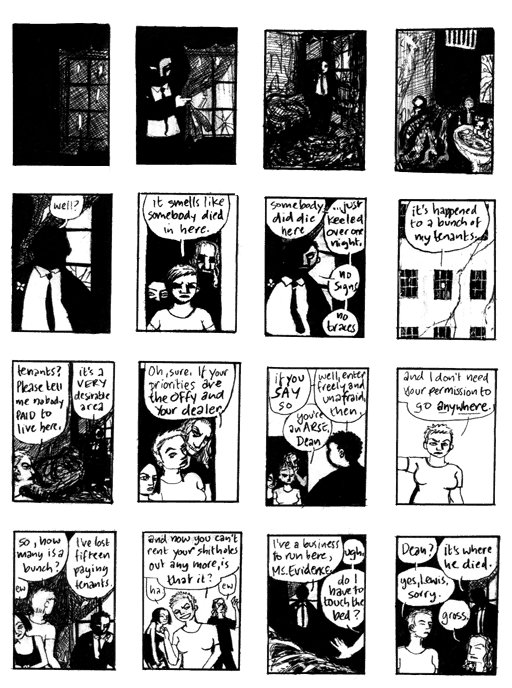 well?
it smells like
somebody died
in here.
somebody
did die
here
...just
keeled
over one
night.
no
signs
no
traces
it's happened
to a bunch of
my tenants...
tenants?
Please tell
me nobody
PAID to
live here.
it's a
VERY
desirable
area
Oh, sure. If your
priorities are
the OFFY and
your dealer.
if you
SAY
so
you're
an ARSE,
Dean
well, enter
freely and
unafraid,
then.
and I don't need
your permission to
go anywhere.
so, how
many is a
bunch?
ew
I've lost
fifteen
paying
tenants.
and now you can't
rent your shitholes
out any more, is
that it?
ha.
ew
I've a business
to run here,
Ms. Evidence.
ugh.
do I
have to
touch the
bed?
Dean?
yes, Lewis,
sorry.
it's where
he died.
gross.